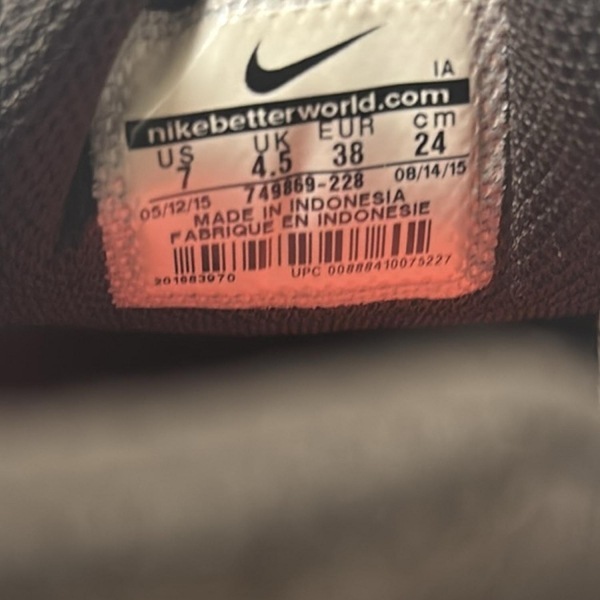 IA
nikebetterworld.com
US UK EUR cm
7 4.5 38 24
05/12/15 749869-228 08/14/15
MADE IN INDONESIA
FABRIQUE EN INDONESIE
201683970 UPC 00888410075227